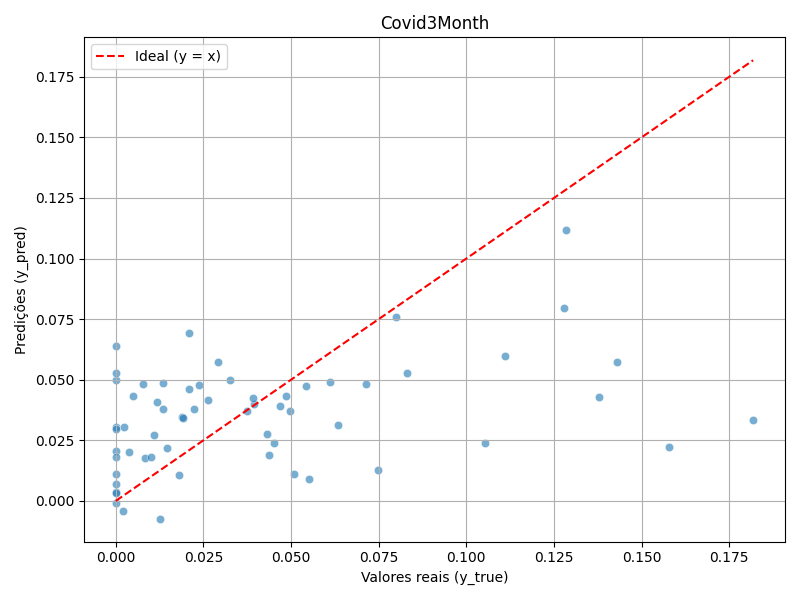 Covid3Month
Ideal (y = x)
0.175
0.150
0.125
0.100
0.075
0.050
0.025
0.000
Predições (y_pred)
0.000 0.025 0.050 0.075 0.100 0.125 0.150 0.175
Valores reais (y_true)